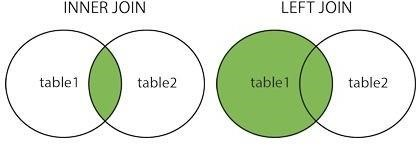 INNER JOIN
LEFT JOIN
table1
table2
table1
table2